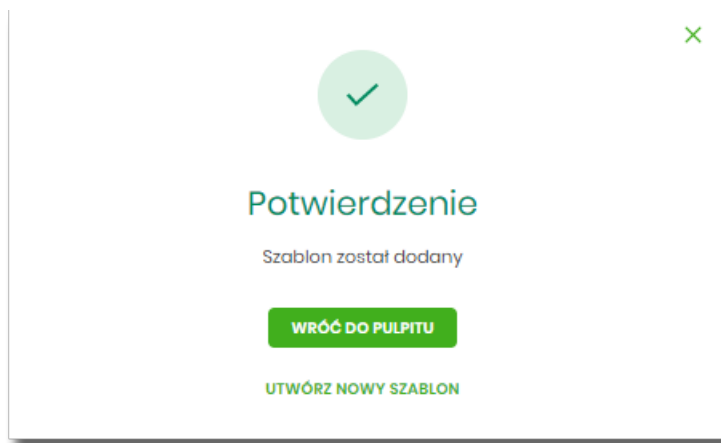 Potwierdzenie
Szablon został dodany
WRÓĆ DO PULPITU
UTWÓRZ NOWY SZABLON